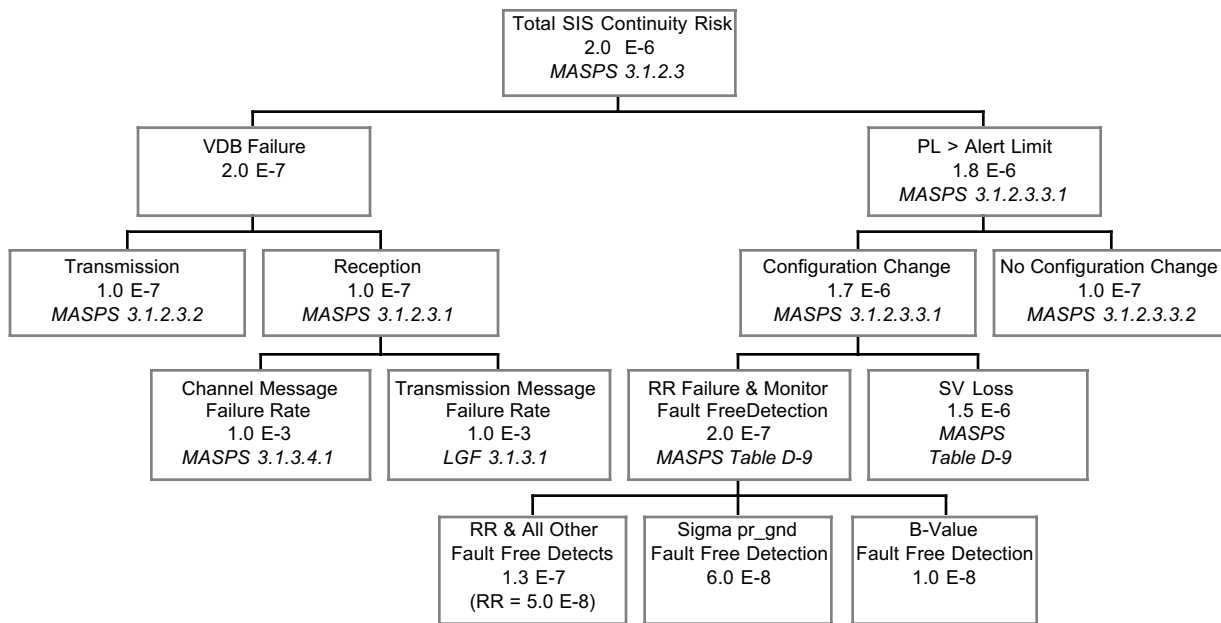 Total SIS Continuity Risk
2.0 E-6
MASPS 3.1.2.3
VDB Failure
2.0 E-7
PL > Alert Limit
1.8 E-6
MASPS 3.1.2.3.3.1
Transmission
1.0 E-7
MASPS 3.1.2.3.2
Reception
1.0 E-7
MASPS 3.1.2.3.1
Configuration Change
1.7 E-6
MASPS 3.1.2.3.3.1
No Configuration Change
1.0 E-7
MASPS 3.1.2.3.3.2
Channel Message
Failure Rate
1.0 E-3
MASPS 3.1.3.4.1
Transmission Message
Failure Rate
1.0 E-3
LGF 3.1.3.1
RR Failure & Monitor
Fault FreeDetection
2.0 E-7
MASPS Table D-9
SV Loss
1.5 E-6
MASPS
Table D-9
RR & All Other
Fault Free Detects
1.3 E-7
(RR = 5.0 E-8)
Sigma pr_gnd
Fault Free Detection
6.0 E-8
B-Value
Fault Free Detection
1.0 E-8